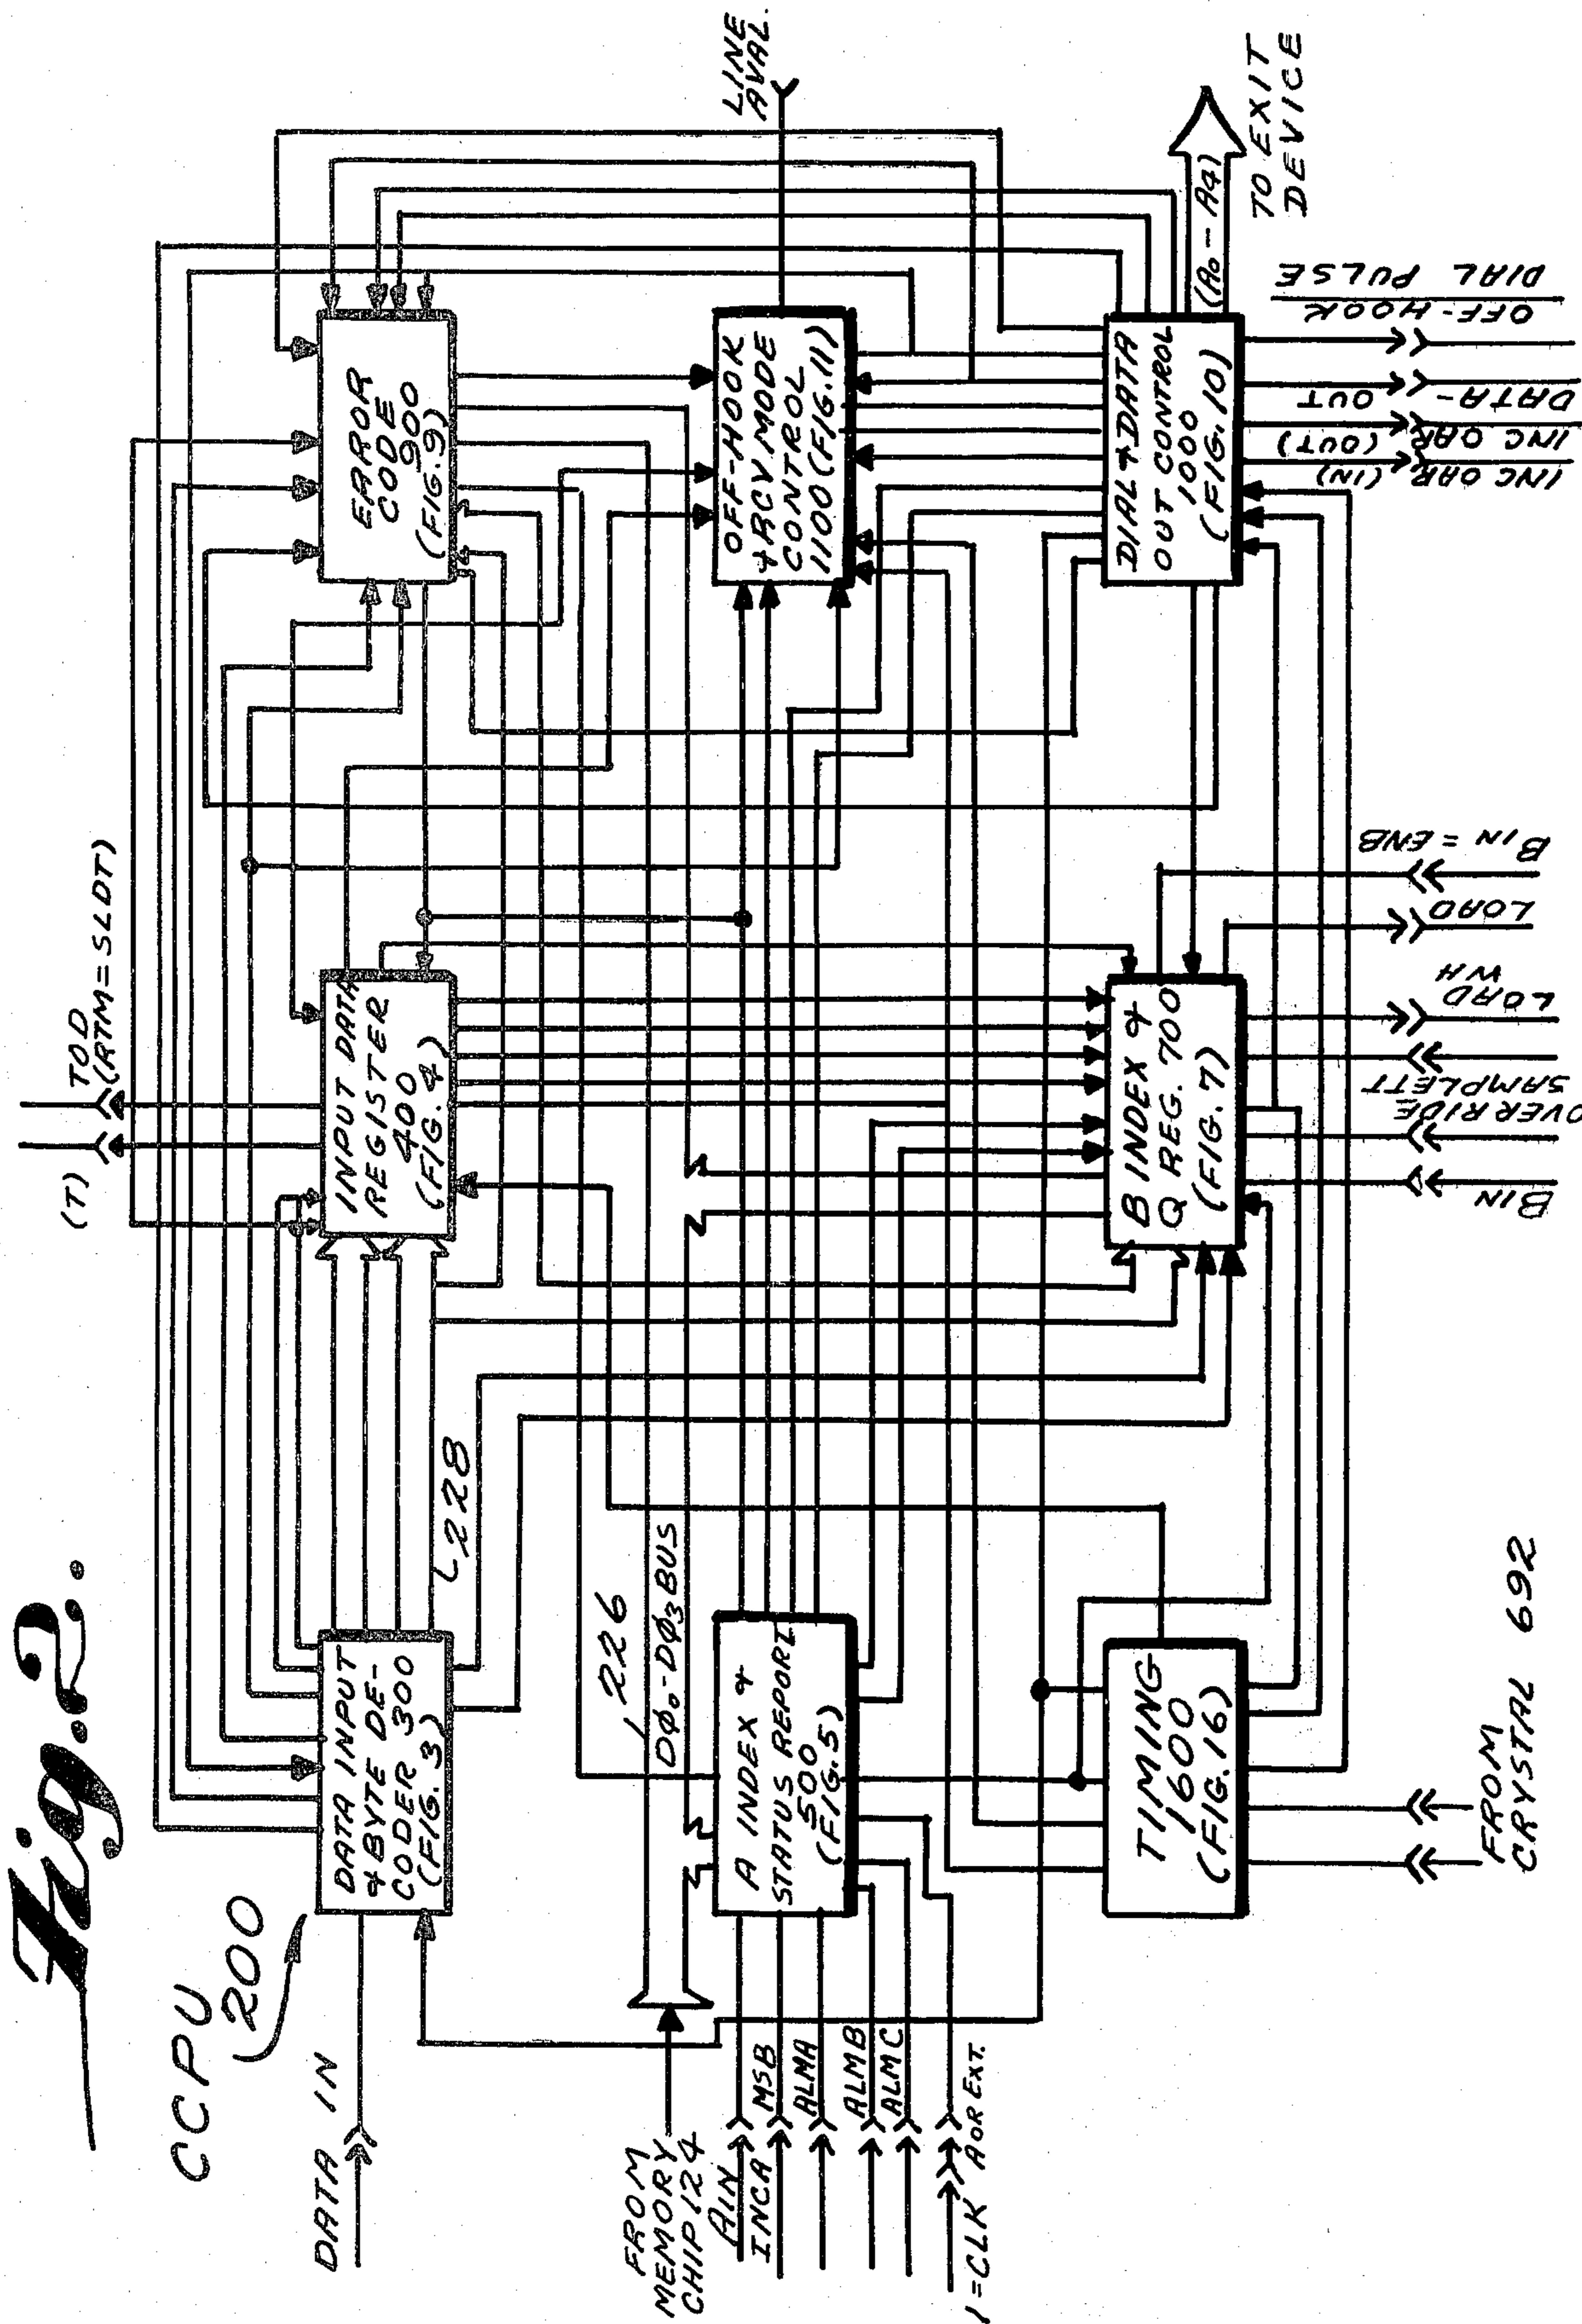 Fig. 2.
CCPU
200
DATA IN
DATA INPUT
& BYTE DE-
CODER 300
(FIG. 3)
228
(T)
TOD
(RTM=SLDT)
INPUT DATA
REGISTER
400
(FIG. 4)
ERROR
CODE
900
(FIG. 9)
FROM
MEMORY
CHIP 124
226
DØ0-DØ3 BUS
AIN
INCA
MSB
ALMA
ALMB
ALMC
1=CLK
A OR EXT.
A INDEX &
STATUS REPORT
500
(FIG. 5)
OFF-HOOK
& RCV MODE
CONTROL
1100 (FIG. 11)
LINE
AVAL.
TIMING
1600
(FIG. 16)
FROM
CRYSTAL 692
B INDEX &
Q REG. 700
(FIG. 7)
BIN
OVERRIDE
SAMPLETT
LOAD
WH
LOAD
BIN = ENB
DIAL & DATA
OUT CONTROL
1000
(FIG. 10)
INC OAR (IN)
INC OAR (OUT)
DATA-
OUT
OFF-HOOK
DIAL PULSE
(A0-A4)
TO EXIT
DEVICE